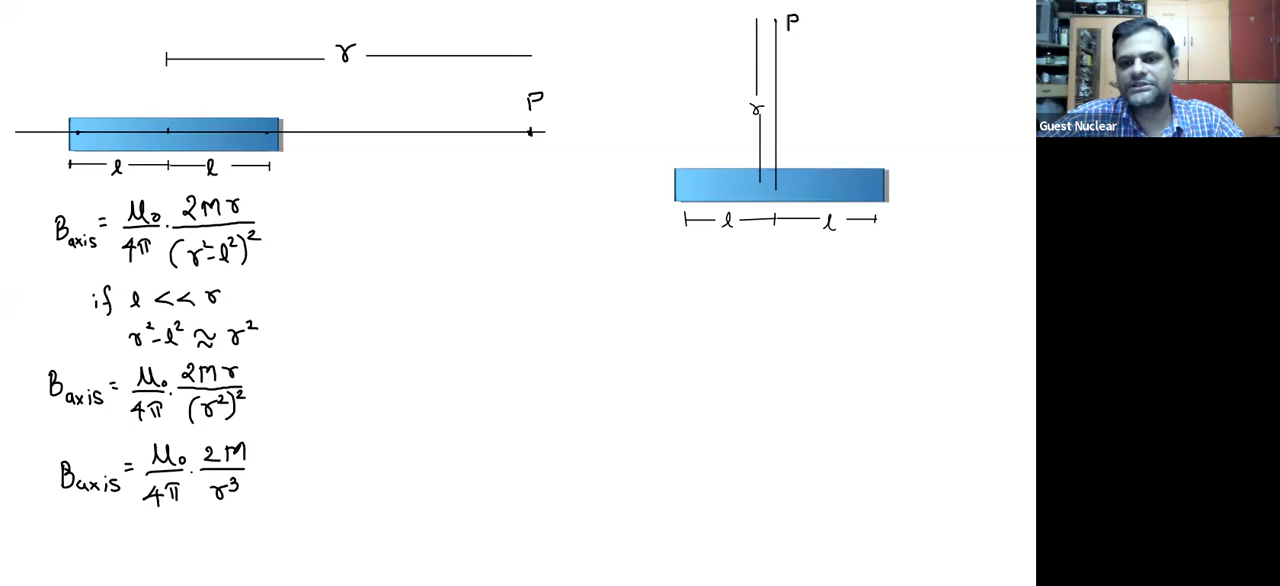 r
P
l l
B_axis = μ₀/4π · 2Mr/(r²-l²)²
if l << r
r²-l² ≈ r²
B_axis = μ₀/4π · 2Mr/(r²)²
B_axis = μ₀/4π · 2M/r³
P
r
l l
Guest Nuclear